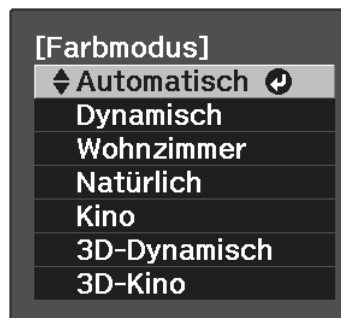 [Farbmodus]
Automatisch
Dynamisch
Wohnzimmer
Natürlich
Kino
3D-Dynamisch
3D-Kino